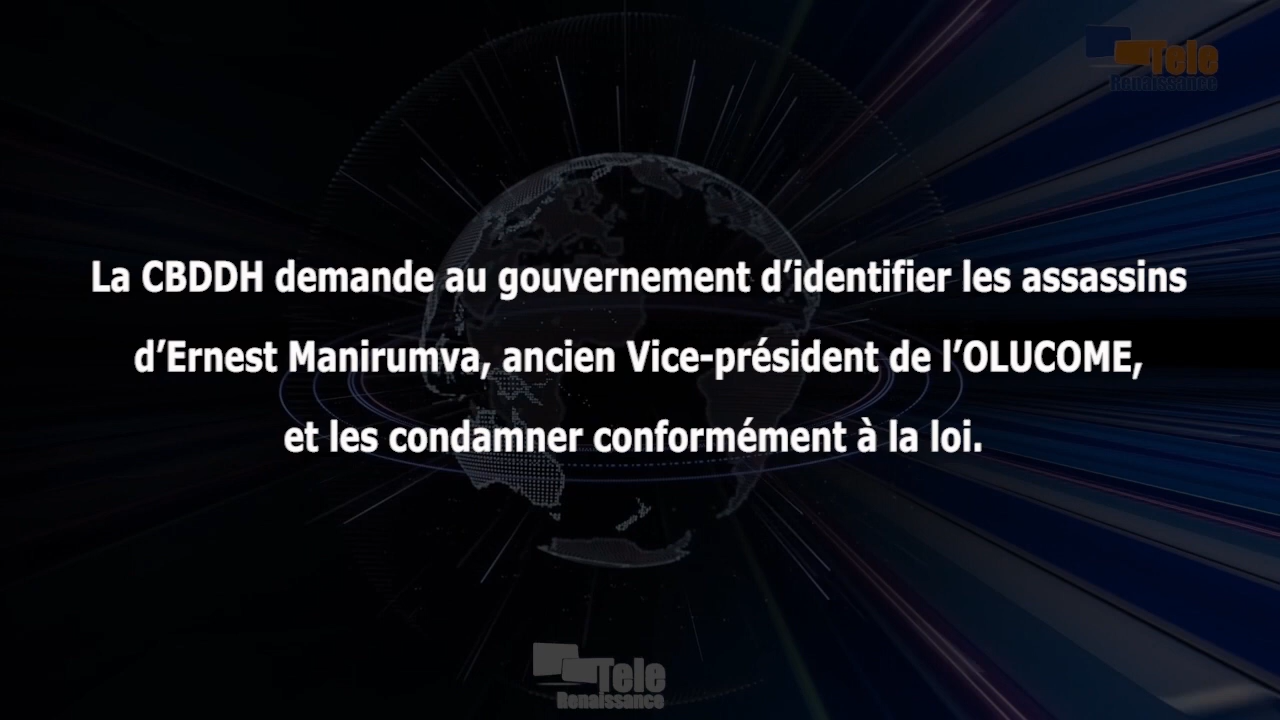 Tele
Renaissance
La CBDDH demande au gouvernement d’identifier les assassins
d’Ernest Manirumva, ancien Vice-président de l’OLUCOME,
et les condamner conformément à la loi.
Tele
Renaissance